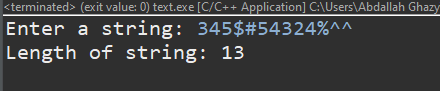 <terminated> (exit value: 0) text.exe [C/C++ Application] C:\Users\Abdallah Ghazy
Enter a string: 345$#54324%^^
Length of string: 13